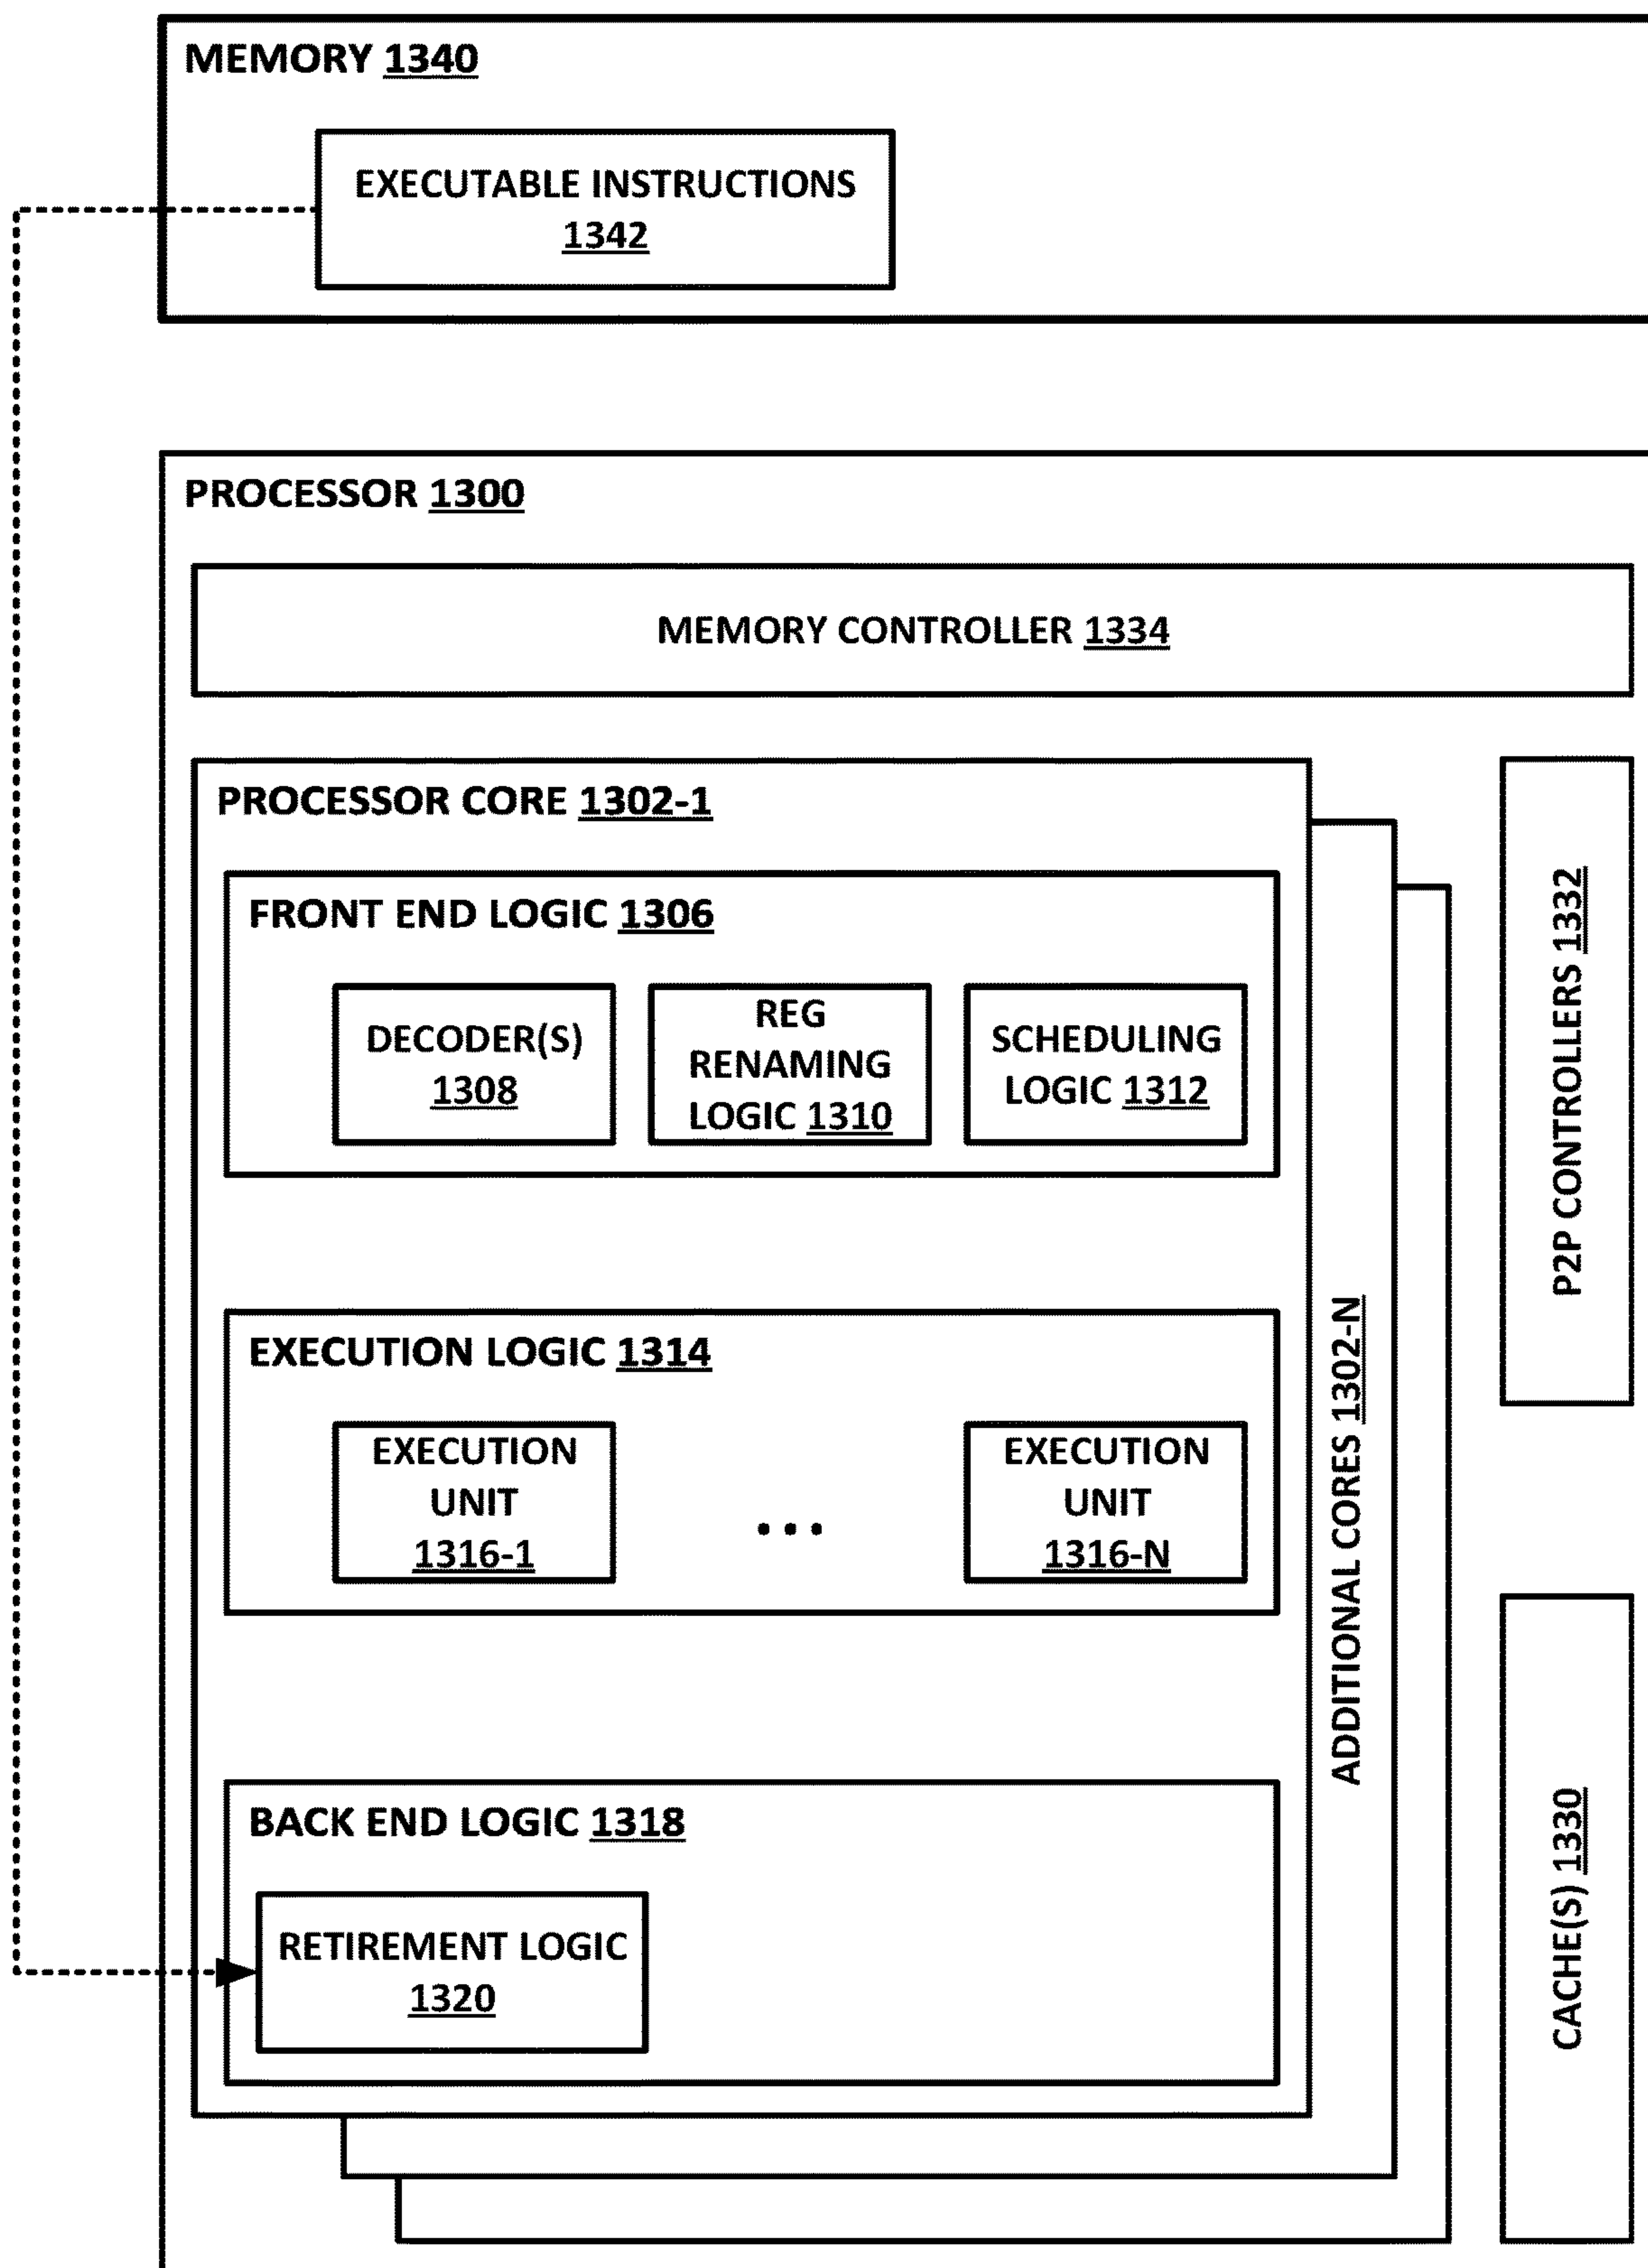 MEMORY 1340
EXECUTABLE INSTRUCTIONS
1342
PROCESSOR 1300
MEMORY CONTROLLER 1334
PROCESSOR CORE 1302-1
FRONT END LOGIC 1306
DECODER(S)
1308
REG
RENAMING
LOGIC 1310
SCHEDULING
LOGIC 1312
EXECUTION LOGIC 1314
EXECUTION
UNIT
1316-1
...
EXECUTION
UNIT
1316-N
BACK END LOGIC 1318
RETIREMENT LOGIC
1320
ADDITIONAL CORES 1302-N
P2P CONTROLLERS 1332
CACHE(S) 1330